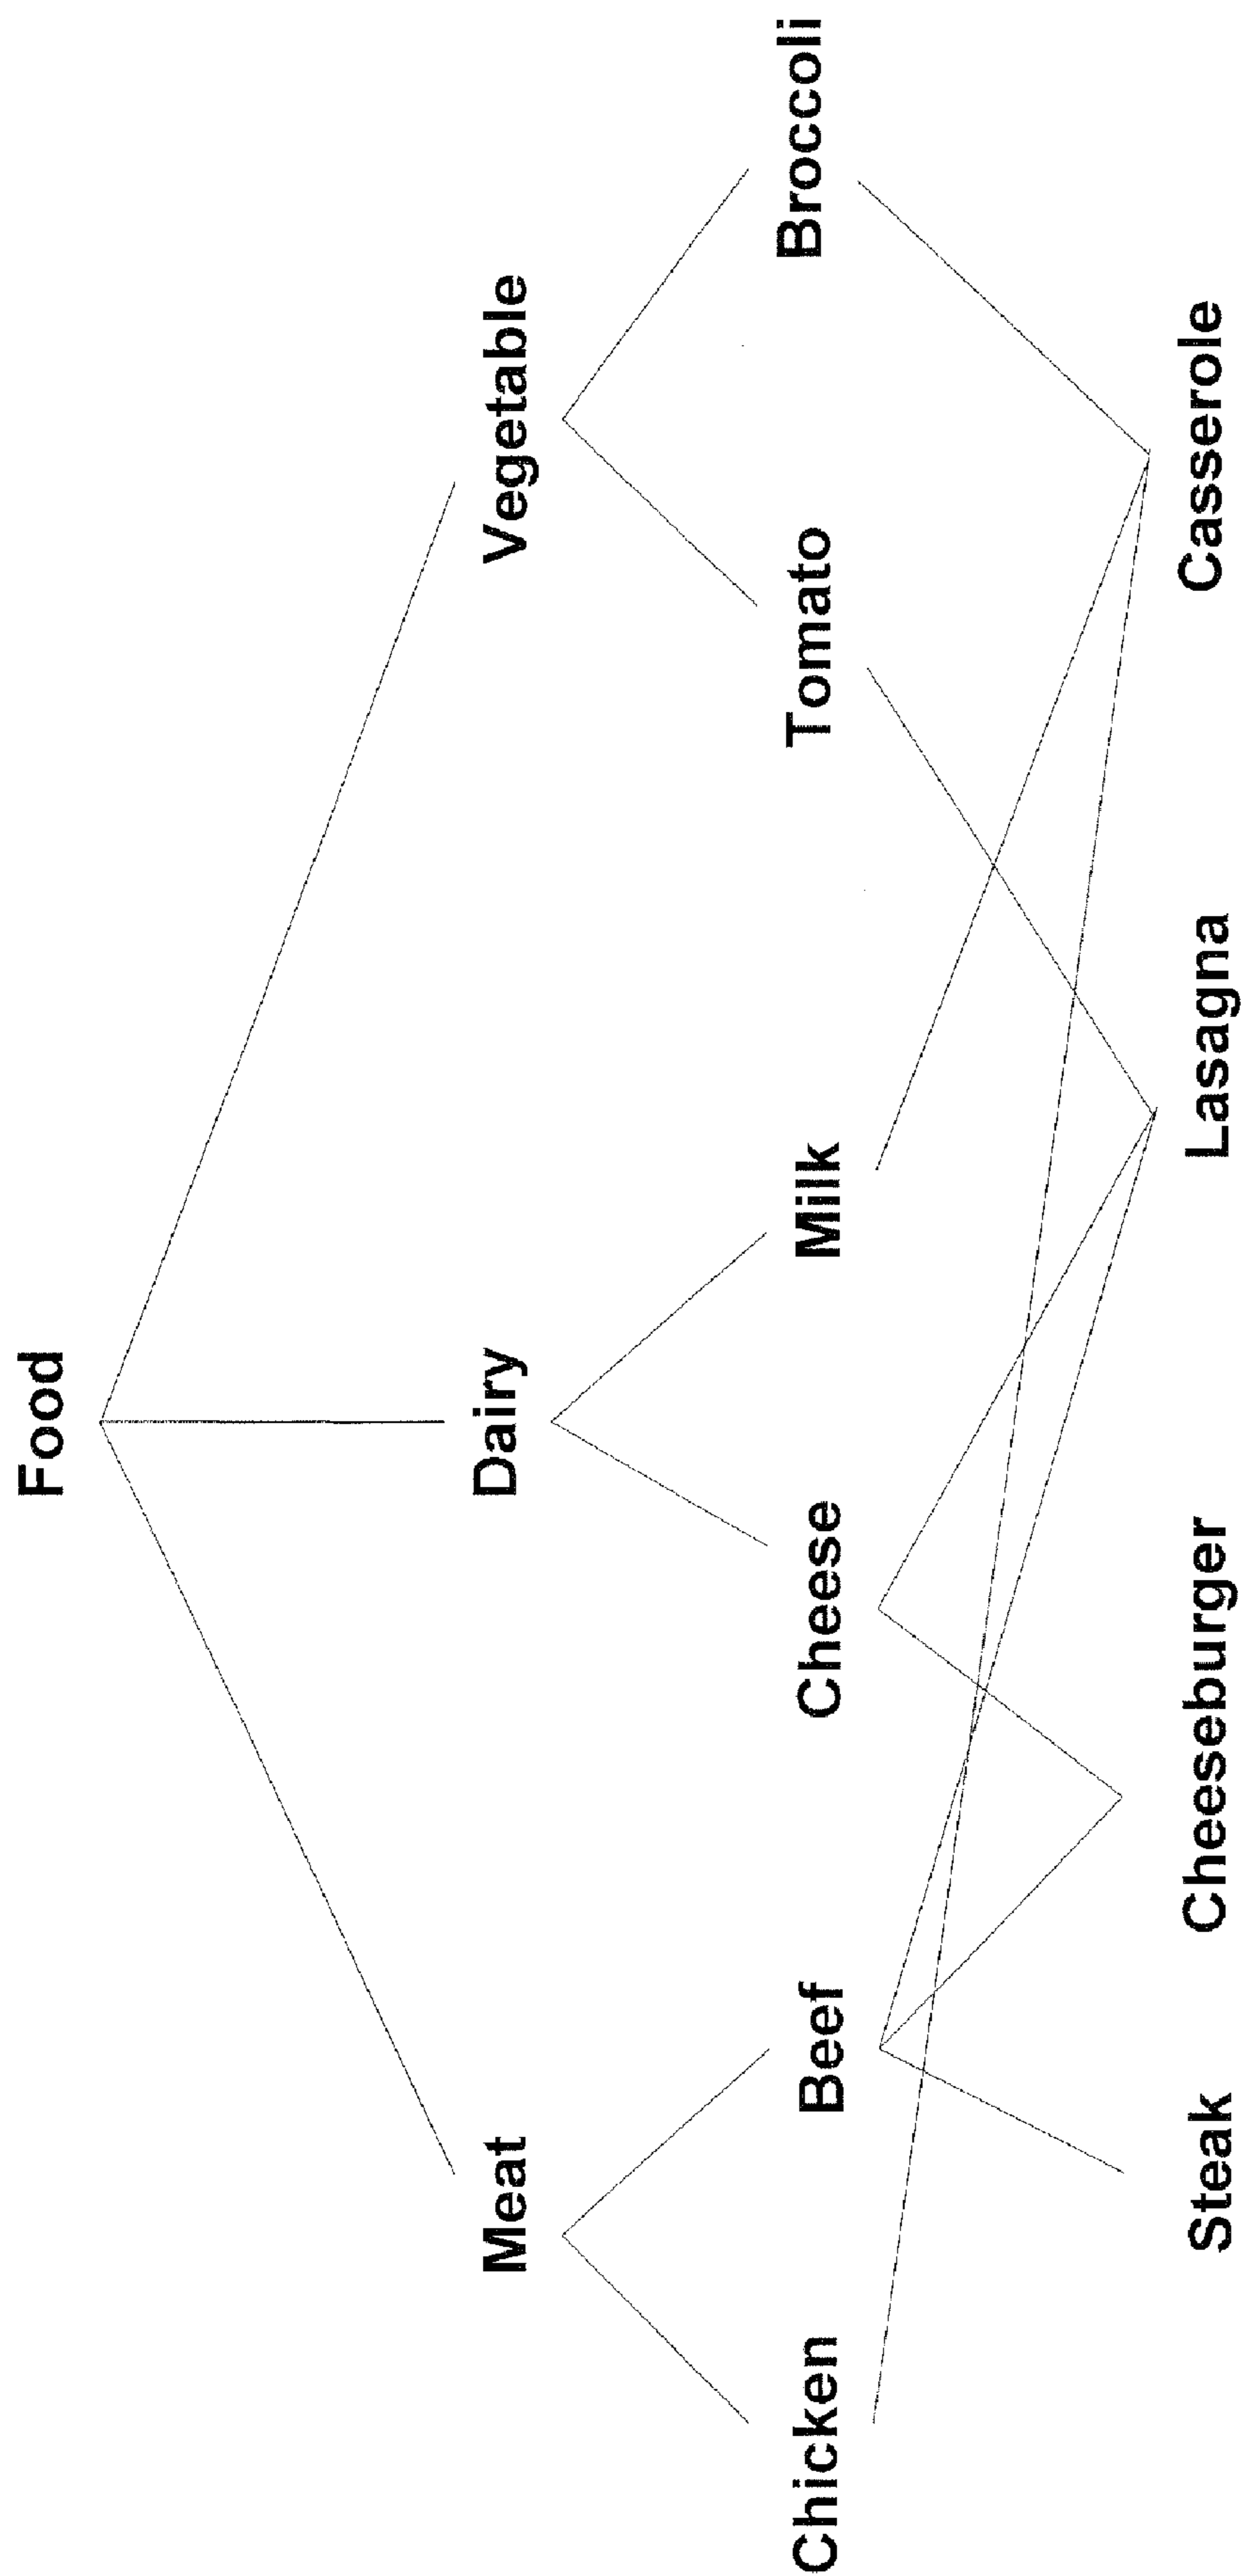 Food
Meat
Dairy
Vegetable
Chicken
Beef
Cheese
Milk
Tomato
Broccoli
Steak
Cheeseburger
Lasagna
Casserole